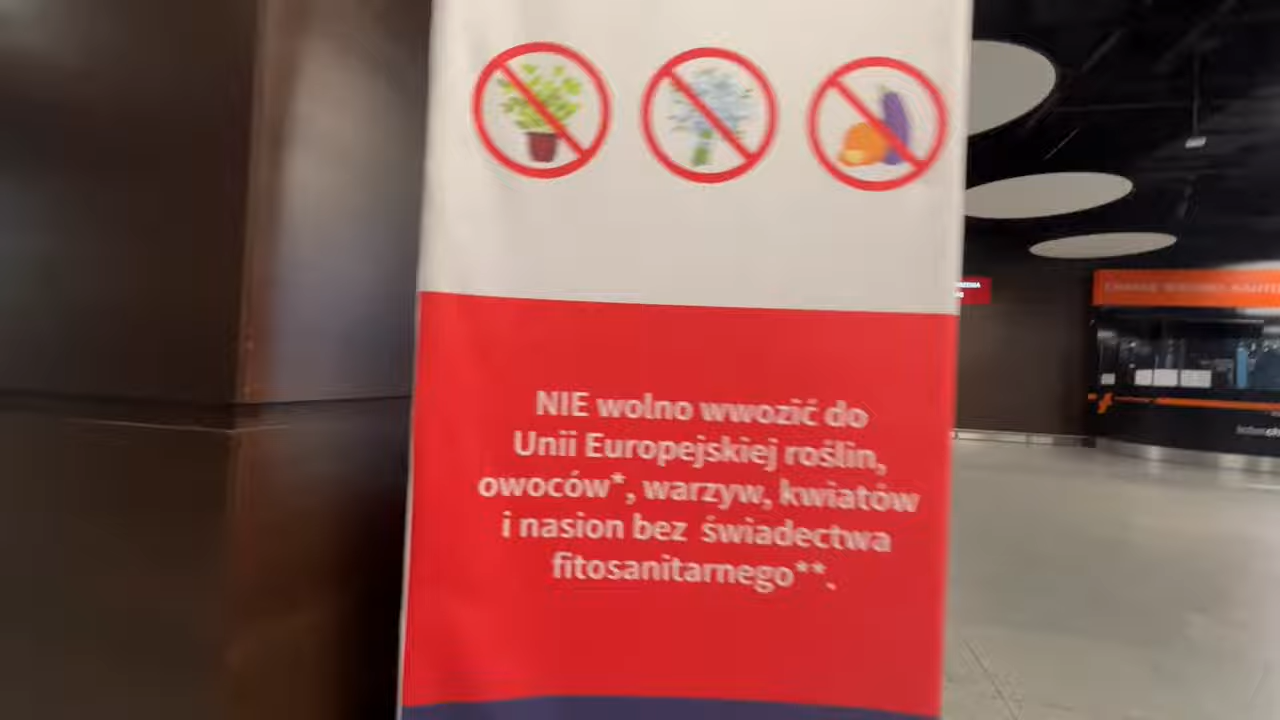 NIE wolno wwozić do
Unii Europejskiej roślin,
owoców*, warzyw, kwiatów
i nasion bez świadectwa
fitosanitarnego**.